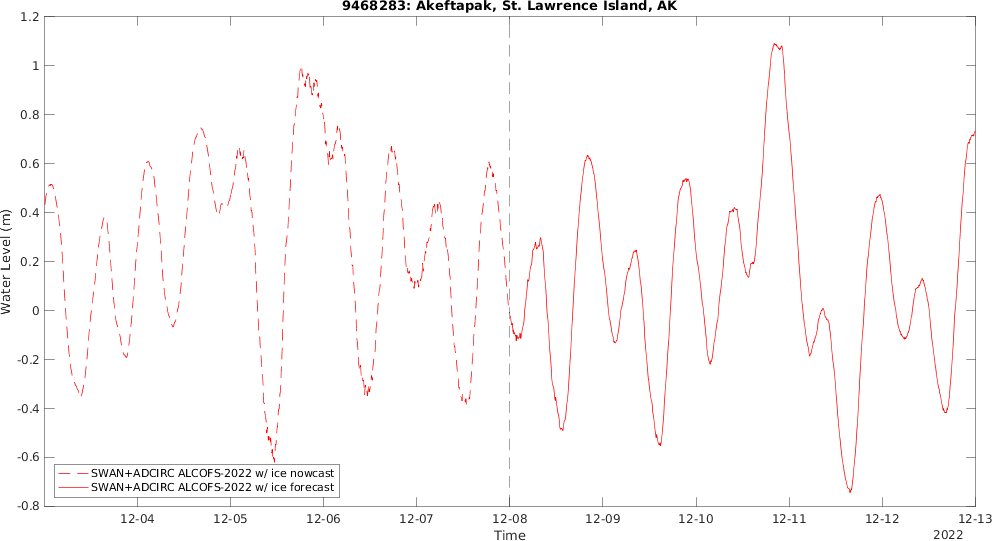 9468283: Akeftapak, St. Lawrence Island, AK
1.2
1
0.8
0.6
0.4
0.2
0
-0.2
-0.4
-0.6
-0.8
Water Level (m)
SWAN+ADCIRC ALCOFS-2022 w/ ice nowcast
SWAN+ADCIRC ALCOFS-2022 w/ ice forecast
12-04 12-05 12-06 12-07 12-08 12-09 12-10 12-11 12-12 12-13
Time
2022